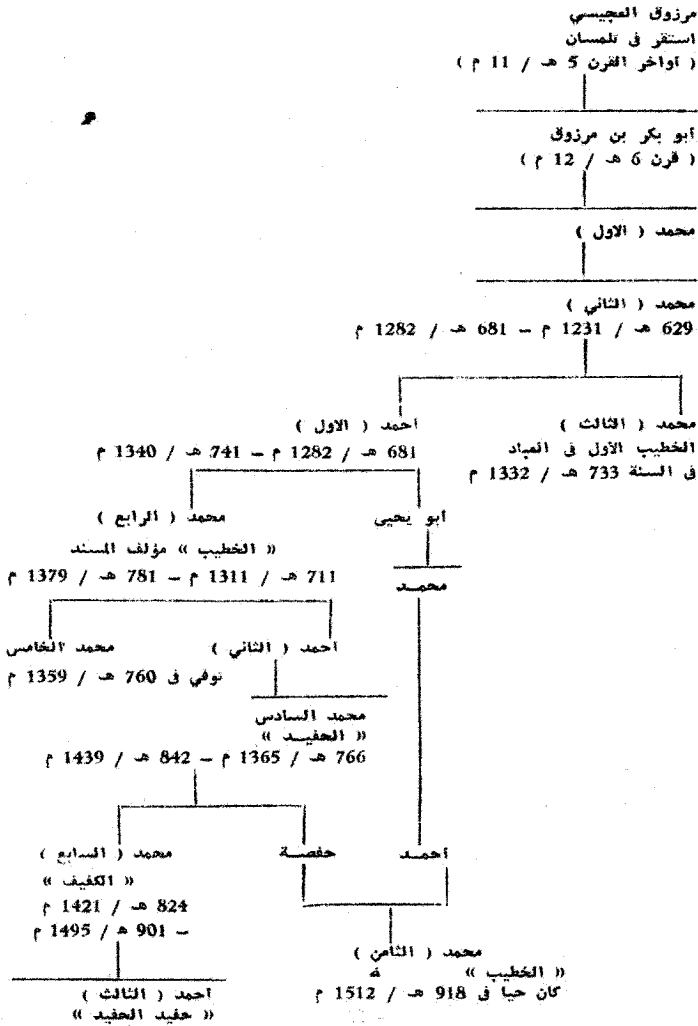 مرزوق العجيسي
استقر في تلمسان
( أواخر القرن 5 هـ / 11 م )
أبو بكر بن مرزوق
( قرن 6 هـ / 12 م )
محمد ( الاول )
محمد ( الثاني )
629 هـ / 1231 م – 681 هـ / 1282 م
محمد ( الثالث )
الخطيب الأول في العباد
في السنة 733 هـ / 1332 م
أحمد ( الاول )
681 هـ / 1282 م – 741 هـ / 1340 م
أبو يحيى
محمد ( الرابع )
« الخطيب » مؤلف المسند
711 هـ / 1311 م – 781 هـ / 1379 م
محمــد
أحمد ( الثاني )
محمد الخامس
توفي في 760 هـ / 1359 م
محمد السادس
« الحفيــد »
766 هـ / 1365 م – 842 هـ / 1439 م
أحمــد
حفصــة
محمد ( السابع )
« الكفيف »
824 هـ / 1421 م
– 901 هـ / 1495 م
محمد ( الثامن )
« الخطيب »
كان حيا في 918 هـ / 1512 م
أحمد ( الثالث )
« حفيد الحفيد »